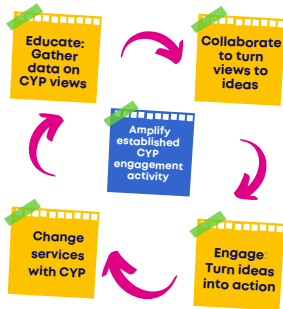 Educate:
Gather
data on
CYP views
Collaborate
to turn
views to
ideas
Amplify
established
CYP
engagement
activity
Change
services
with CYP
Engage:
Turn ideas
into action